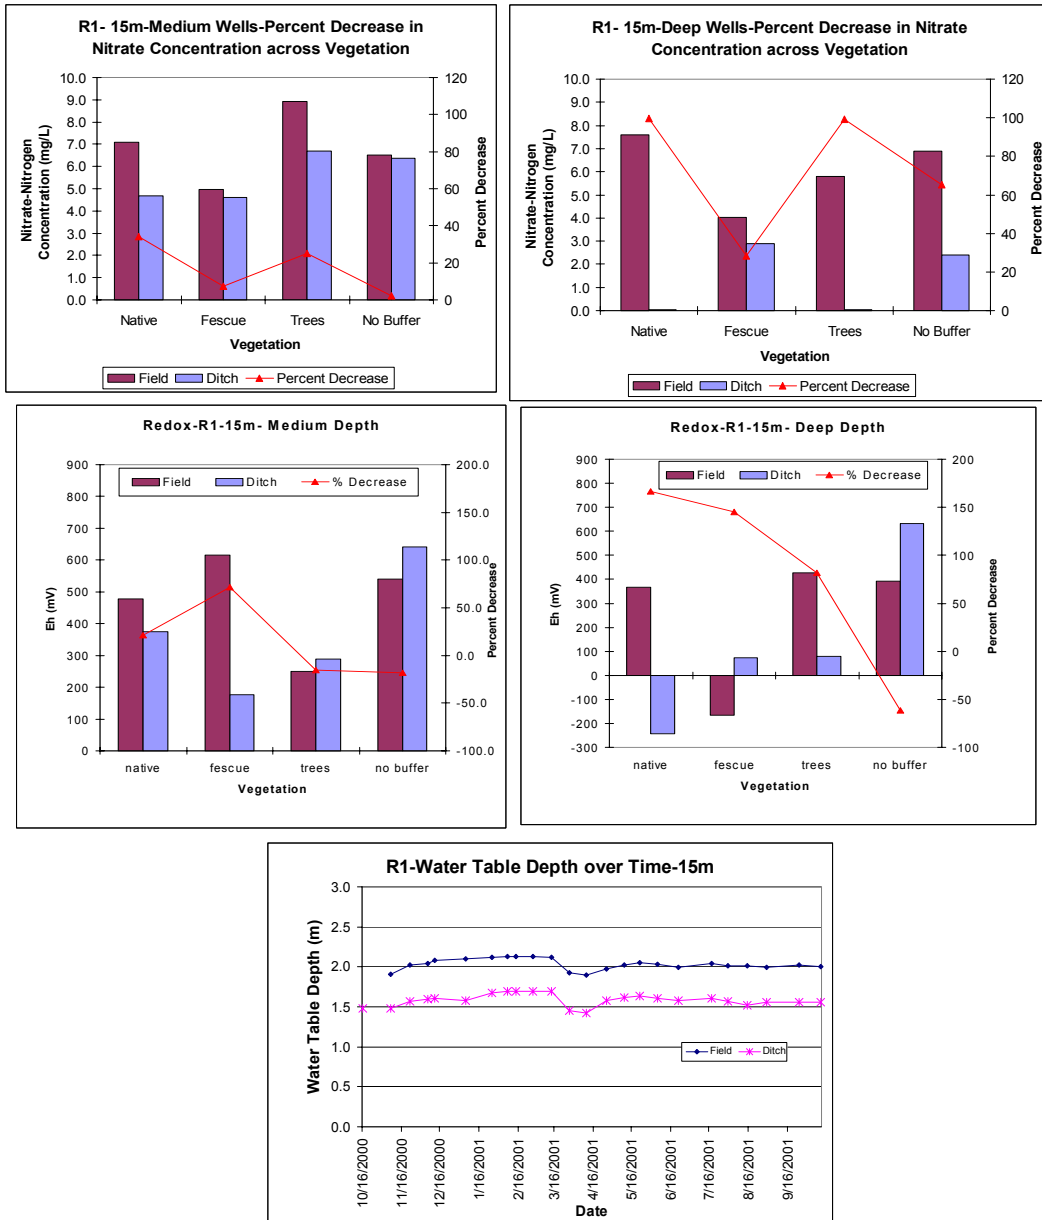 R1- 15m-Medium Wells-Percent Decrease in
Nitrate Concentration across Vegetation
Nitrate-Nitrogen
Concentration (mg/L)
10.0
9.0
8.0
7.0
6.0
5.0
4.0
3.0
2.0
1.0
0.0
120
100
80
60
40
20
0
Percent Decrease
Native Fescue Trees No Buffer
Vegetation
Field Ditch Percent Decrease
R1- 15m-Deep Wells-Percent Decrease in Nitrate
Concentration across Vegetation
Nitrate-Nitrogen
Concentration (mg/L)
10.0
9.0
8.0
7.0
6.0
5.0
4.0
3.0
2.0
1.0
0.0
120
100
80
60
40
20
0
Percent Decrease
Native Fescue Trees No Buffer
Vegetation
Field Ditch Percent Decrease
Redox-R1-15m- Medium Depth
Eh (mV)
900
800
700
600
500
400
300
200
100
0
200.0
150.0
100.0
50.0
0.0
-50.0
-100.0
Percent Decrease
Field Ditch % Decrease
native fescue trees no buffer
Vegetation
Redox-R1-15m- Deep Depth
Eh (mV)
900
800
700
600
500
400
300
200
100
0
-100
-200
-300
200
150
100
50
0
-50
-100
Percent Decrease
Field Ditch % Decrease
native fescue trees no buffer
Vegetation
R1-Water Table Depth over Time-15m
Water Table Depth (m)
3.0
2.5
2.0
1.5
1.0
0.5
0.0
Field Ditch
10/16/2000
11/16/2000
12/16/2000
1/16/2001
2/16/2001
3/16/2001
4/16/2001
5/16/2001
6/16/2001
7/16/2001
8/16/2001
9/16/2001
Date